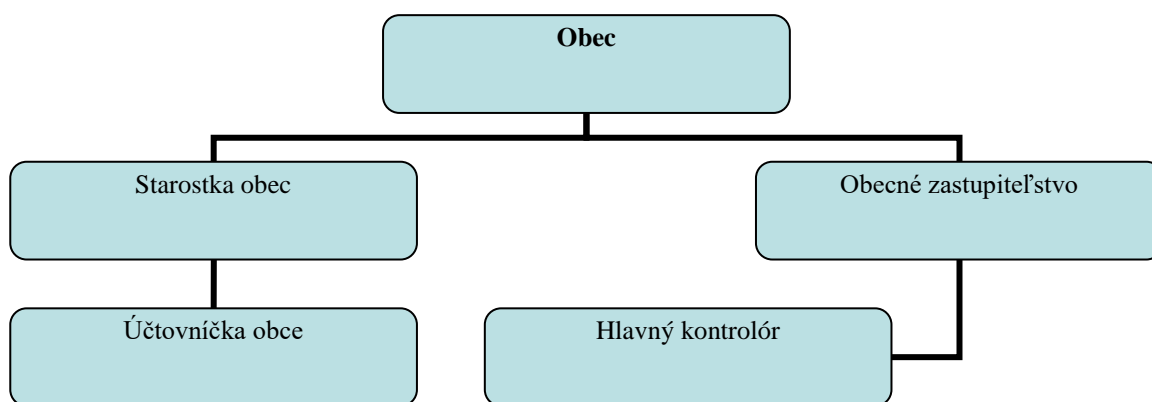 Obec
Starostka obec
Obecné zastupiteľstvo
Účtovníčka obce
Hlavný kontrolór